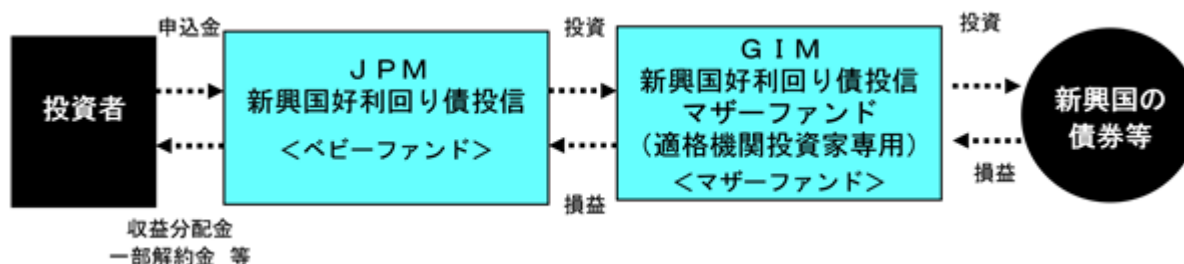 申込金
投資
投資
投資者
ＪＰＭ
新興国好利回り債投信
＜ベビーファンド＞
ＧＩＭ
新興国好利回り債投信
マザーファンド
（適格機関投資家専用）
＜マザーファンド＞
新興国の
債券等
収益分配金
一部解約金 等
損益
損益